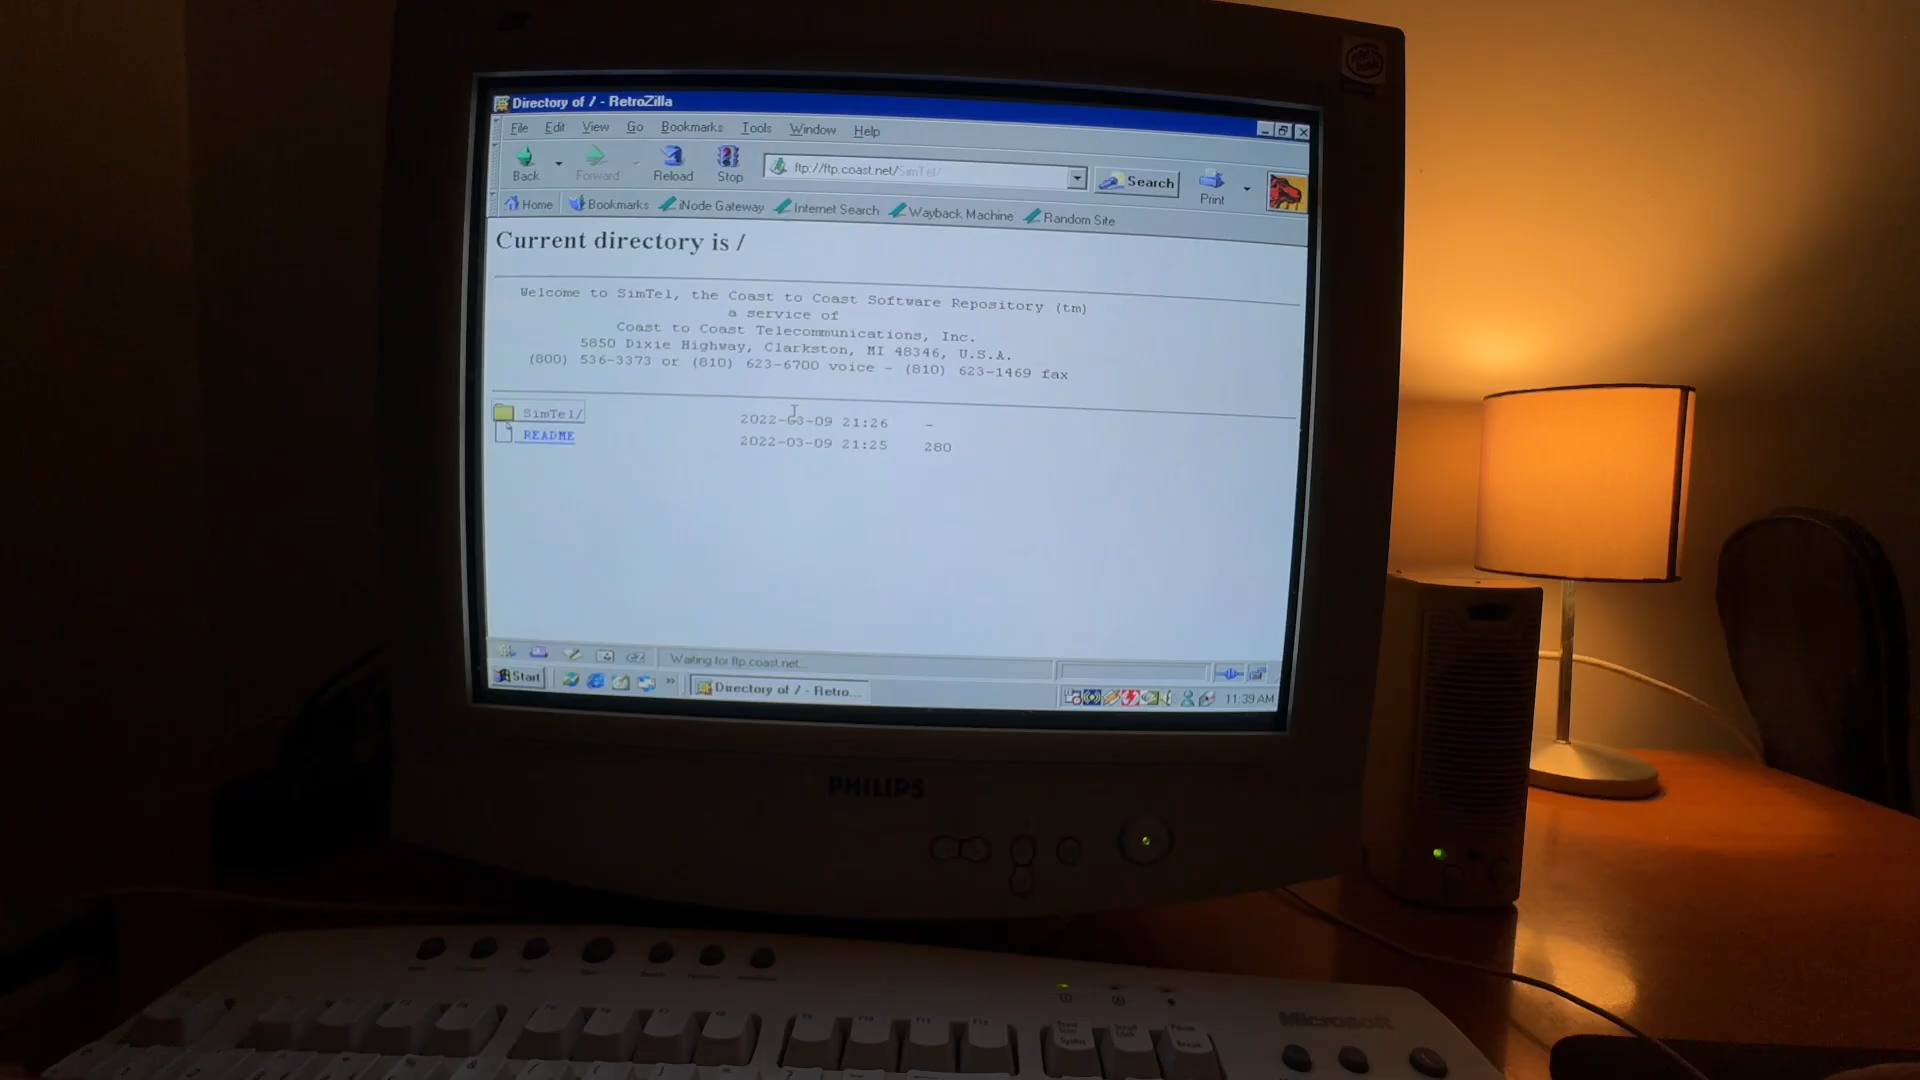 Directory of / - RetroZilla
File Edit View Go Bookmarks Tools Window Help
Back Forward Reload Stop ftp://ftp.coast.net/SimTel/ Search Print
Home Bookmarks iNode Gateway Internet Search Wayback Machine Random Site
Current directory is /
Welcome to SimTel, the Coast to Coast Software Repository (tm)
a service of
Coast to Coast Telecommunications, Inc.
5850 Dixie Highway, Clarkston, MI 48346, U.S.A.
(800) 536-3373 or (810) 623-6700 voice - (810) 623-1469 fax
SimTel/ 2022-03-09 21:26 -
README 2022-03-09 21:25 280
Waiting for ftp.coast.net...
Start Directory of / - Retro... 11:39 AM
PHILIPS
Microsoft